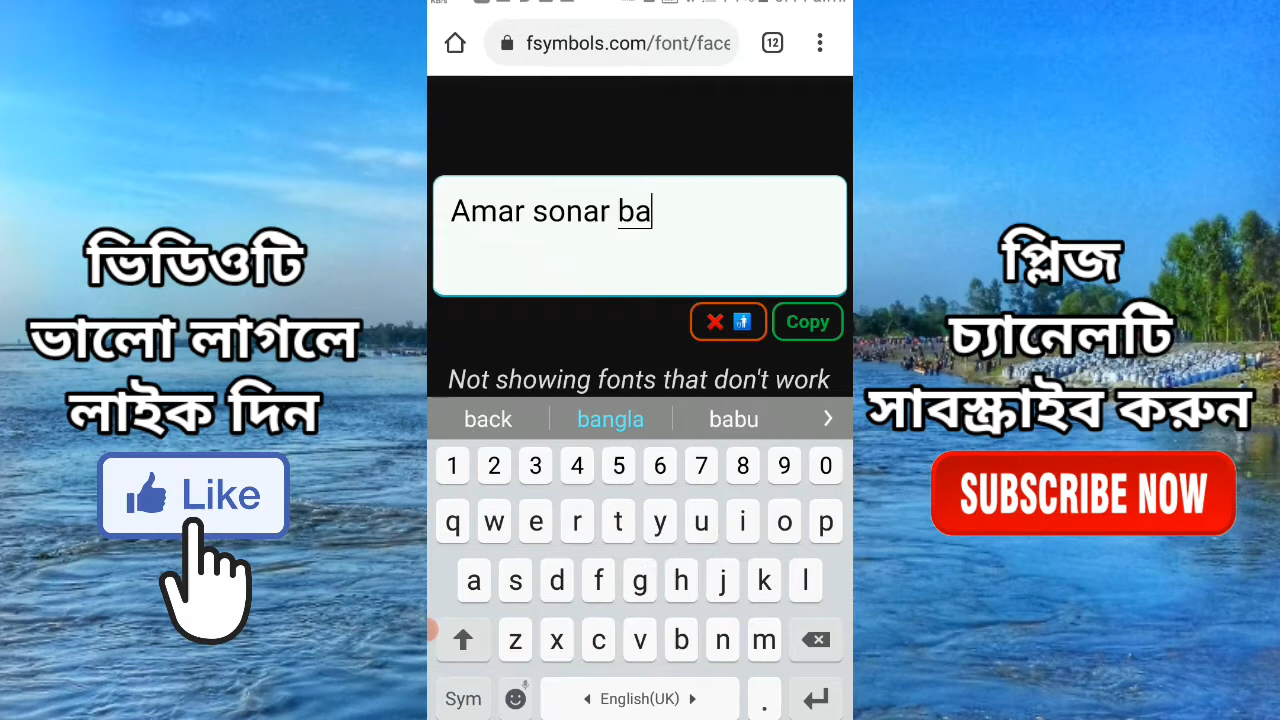 ভিডিওটি
ভালো লাগলে
লাইক দিন
Like
fsymbols.com/font/face
12
Amar sonar ba
Copy
Not showing fonts that don't work
back bangla babu
1 2 3 4 5 6 7 8 9 0
q w e r t y u i o p
a s d f g h j k l
z x c v b n m
Sym English(UK) .
প্লিজ
চ্যানেলটি
সাবস্ক্রাইব করুন
SUBSCRIBE NOW